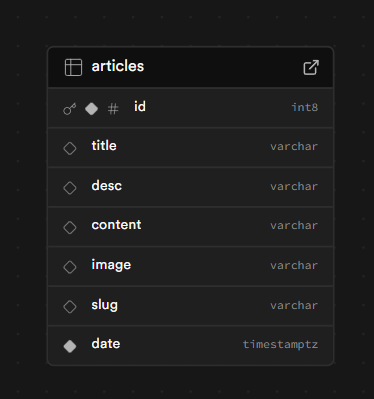 articles
# id int8
title varchar
desc varchar
content varchar
image varchar
slug varchar
date timestamptz